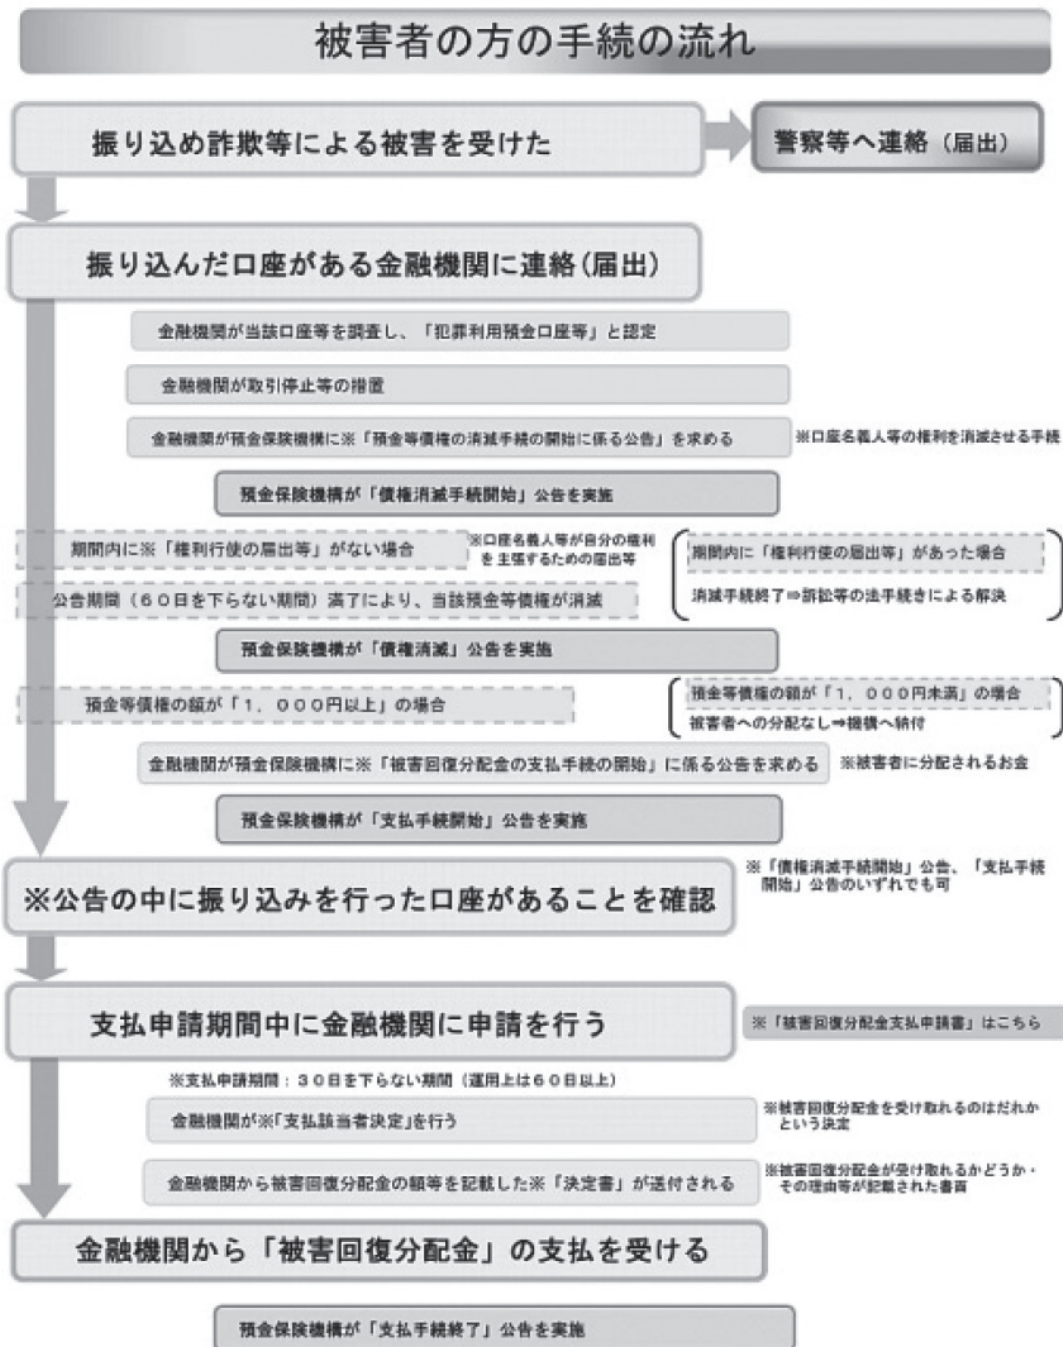 被害者の方の手続の流れ
振り込め詐欺等による被害を受けた
警察等へ連絡（届出）
振り込んだ口座がある金融機関に連絡(届出)
金融機関が当該口座等を調査し、「犯罪利用預金口座等」と認定
金融機関が取引停止等の措置
金融機関が預金保険機構に※「預金等債権の消滅手続の開始に係る公告」を求める
※口座名義人等の権利を消滅させる手続
預金保険機構が「債権消滅手続開始」公告を実施
期間内に※「権利行使の届出等」がない場合
※口座名義人等が自分の権利
を主張するための届出等
期間内に「権利行使の届出等」があった場合
消滅手続終了⇒訴訟等の法手続きによる解決
公告期間（６０日を下らない期間）満了により、当該預金等債権が消滅
預金保険機構が「債権消滅」公告を実施
預金等債権の額が「１，０００円以上」の場合
預金等債権の額が「１，０００円未満」の場合
被害者への分配なし⇒機構へ納付
金融機関が預金保険機構に※「被害回復分配金の支払手続の開始」に係る公告を求める
※被害者に分配されるお金
預金保険機構が「支払手続開始」公告を実施
※公告の中に振り込みを行った口座があることを確認
※「債権消滅手続開始」公告、「支払手続
開始」公告のいずれでも可
支払申請期間中に金融機関に申請を行う
※「被害回復分配金支払申請書」はこちら
※支払申請期間：３０日を下らない期間（運用上は６０日以上）
金融機関が※「支払該当者決定」を行う
※被害回復分配金を受け取れるのはだれか
という決定
金融機関から被害回復分配金の額等を記載した※「決定書」が送付される
※被害回復分配金が受け取れるかどうか・
その理由等が記載された書面
金融機関から「被害回復分配金」の支払を受ける
預金保険機構が「支払手続終了」公告を実施